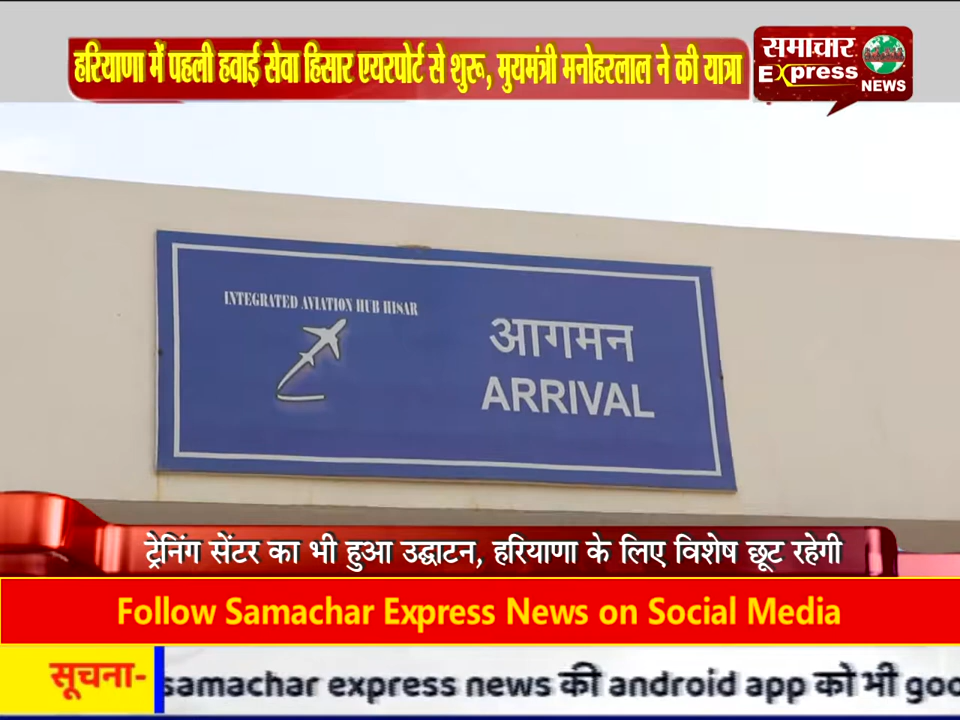 हरियाणा में पहली हवाई सेवा हिसार एयरपोर्ट से शुरू, मुयमंत्री मनोहरलाल ने की यात्रा
समाचार
Express
NEWS
INTEGRATED AVIATION HUB HISAR
आगमन
ARRIVAL
ट्रेनिंग सेंटर का भी हुआ उद्घाटन, हरियाणा के लिए विशेष छूट रहेगी
Follow Samachar Express News on Social Media
सूचना- samachar express news की android app को भी goo